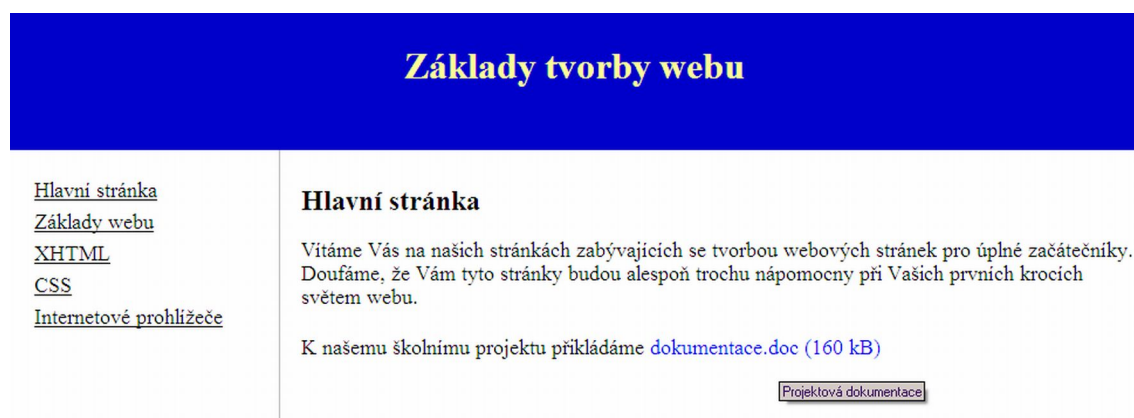 Základy tvorby webu
Hlavní stránka
Základy webu
XHTML
CSS
Internetové prohlížeče
Hlavní stránka
Vítáme Vás na našich stránkách zabývajících se tvorbou webových stránek pro úplné začátečníky.
Doufáme, že Vám tyto stránky budou alespoň trochu nápomocny při Vašich prvních krocích
světem webu.
K našemu školnímu projektu přikládáme dokumentace.doc (160 kB)
Projektová dokumentace